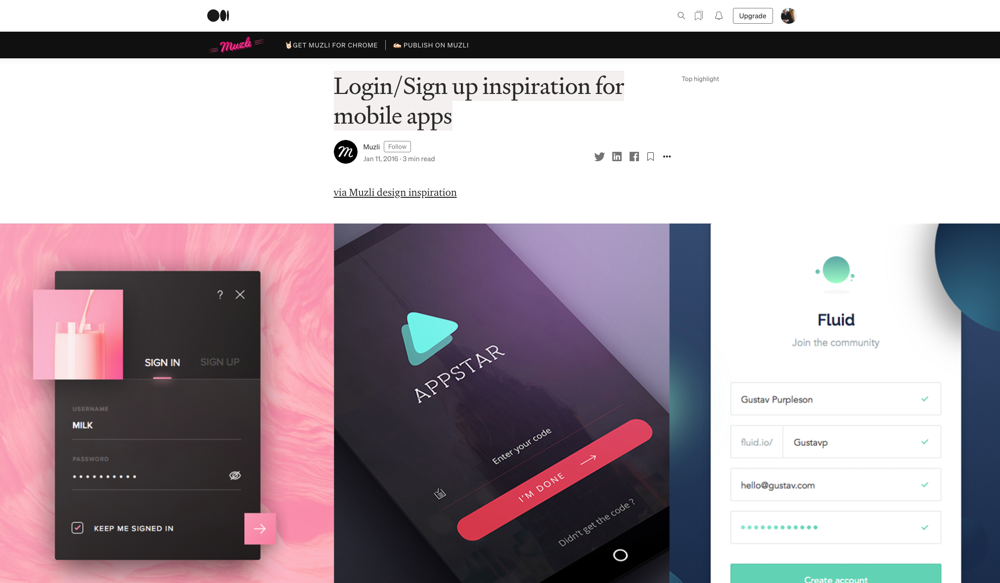 Upgrade
Muzli
🤘🏻GET MUZLI FOR CHROME
✍🏻 PUBLISH ON MUZLI
Login/Sign up inspiration for
mobile apps
Top highlight
Muzli Follow
Jan 11, 2016 · 3 min read
via Muzli design inspiration
?
SIGN IN SIGN UP
USERNAME
MILK
PASSWORD
KEEP ME SIGNED IN
APPSTAR
Enter your code
I'M DONE
Didn't get the code ?
Fluid
Join the community
Gustav Purpleson
fluid.io/ Gustavp
hello@gustav.com
Create account